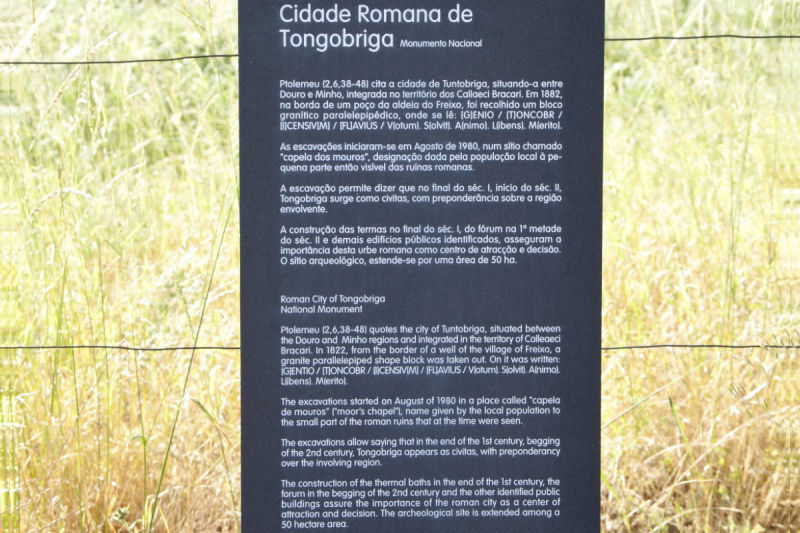 Cidade Romana de
Tongobriga Monumento Nacional
Ptolemeu (2,6,38-48) cita a cidade de Tuntobriga, situando-a entre
Douro e Minho, integrada no território dos Callaeci Bracari. Em 1882,
na borda de um poço da aldeia do Freixo, foi recolhido um bloco
granítico paralelepipédico, onde se lê: [G]ENIO / [T]ONCOBR /
[I]CENSIV[M] / [FL]AVIUS / V(otum). S(olvit). A(nimo). L(ibens). M(erito).
As escavações iniciaram-se em Agosto de 1980, num sítio chamado
"capela dos mouros", designação dada pela população local à pe-
quena parte então visível das ruínas romanas.
A escavação permite dizer que no final do séc. I, início do séc. II,
Tongobriga surge como civitas, com preponderância sobre a região
envolvente.
A construção das termas no final do séc. I, do fórum na 1ª metade
do séc. II e demais edifícios públicos identificados, asseguram a
importância desta urbe romana como centro de atracção e decisão.
O sítio arqueológico, estende-se por uma área de 50 ha.
Roman City of Tongobriga
National Monument
Ptolemeu (2,6,38-48) quotes the city of Tuntobriga, situated between
the Douro and Minho regions and integrated in the territory of Callaeci
Bracari. In 1822, from the border of a well of the village of Freixo, a
granite parallelepiped shape block was taken out. On it was written:
[G]ENTIO / [T]ONCOBR / [I]CENSIV[M] / [FL]AVIUS / V(otum). S(olvit). A(nimo).
L(ibens). M(erito).
The excavations started on August of 1980 in a place called "capela
de mouros" ("moor's chapel"), name given by the local population to
the small part of the roman ruins that at the time were seen.
The excavations allow saying that in the end of the 1st century, begging
of the 2nd century, Tongobriga appears as civitas, with preponderancy
over the involving region.
The construction of the thermal baths in the end of the 1st century, the
forum in the begging of the 2nd century and the other identified public
buildings assure the importance of the roman city as a center of
attraction and decision. The archeological site is extended among a
50 hectare area.